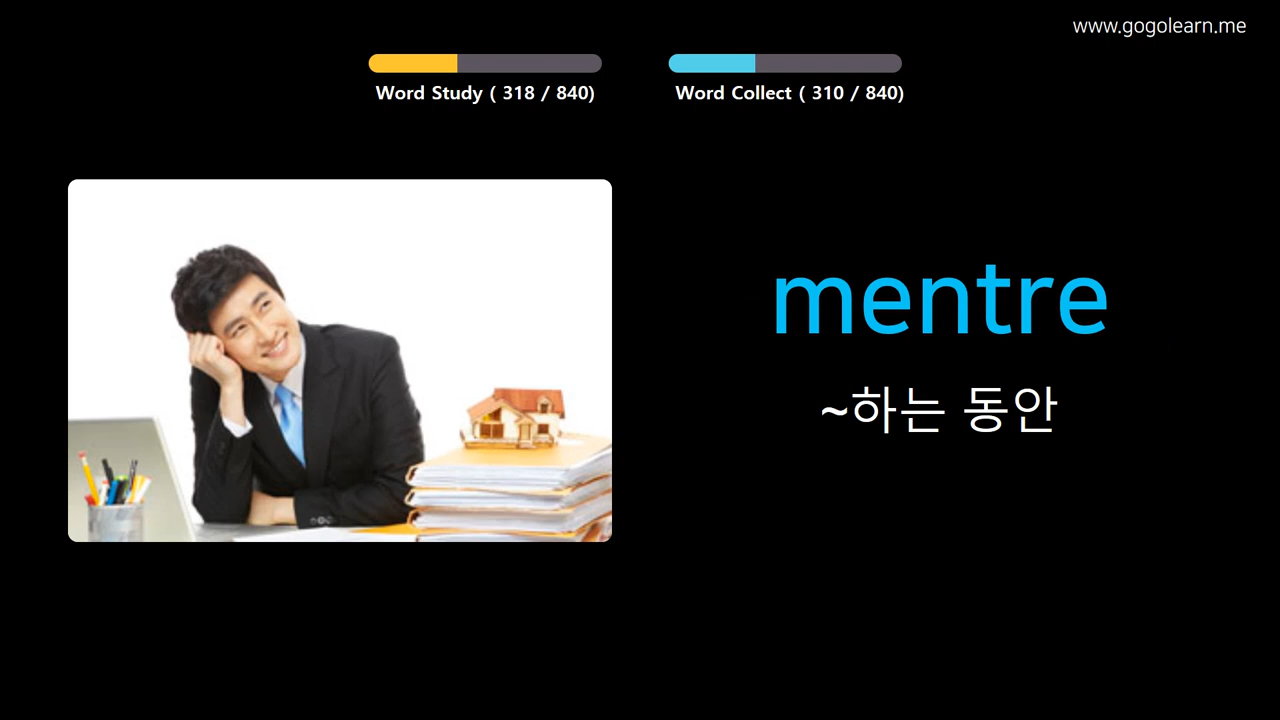 www.gogolearn.me
Word Study ( 318 / 840)
Word Collect ( 310 / 840)
mentre
~하는 동안